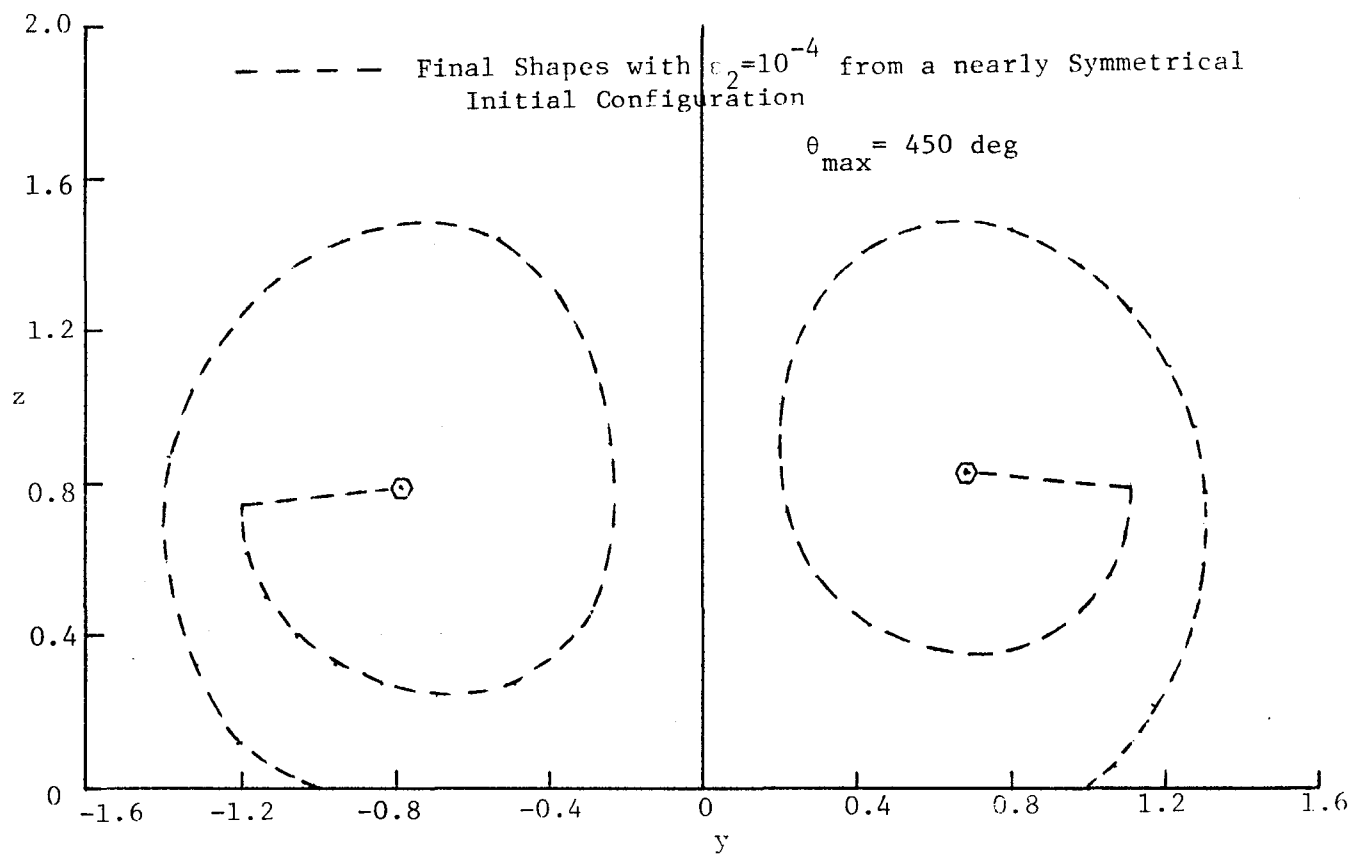 2.0
Final Shapes with ε₂=10⁻⁴ from a nearly Symmetrical
Initial Configuration
θmax= 450 deg
1.6
1.2
z
0.8
0.4
0
-1.6 -1.2 -0.8 -0.4 0 0.4 0.8 1.2 1.6
y